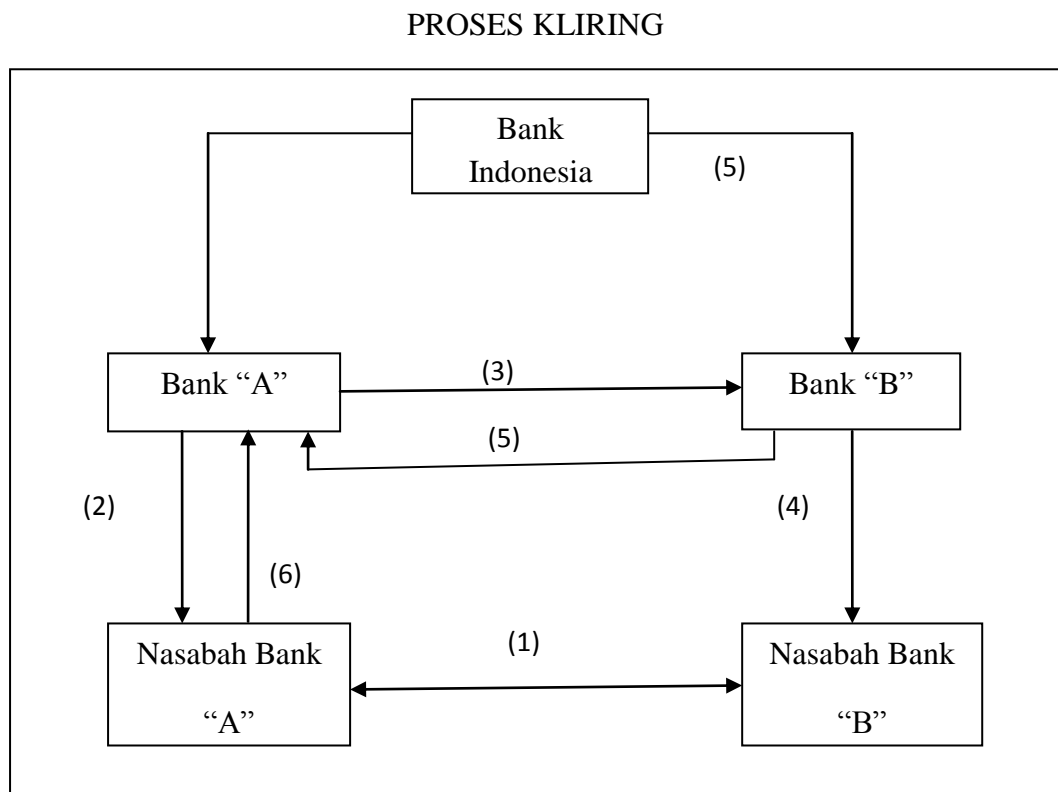 PROSES KLIRING
Bank
Indonesia
(5)
Bank “A”
(3)
Bank “B”
(5)
(2)
(4)
(6)
Nasabah Bank
“A”
(1)
Nasabah Bank
“B”